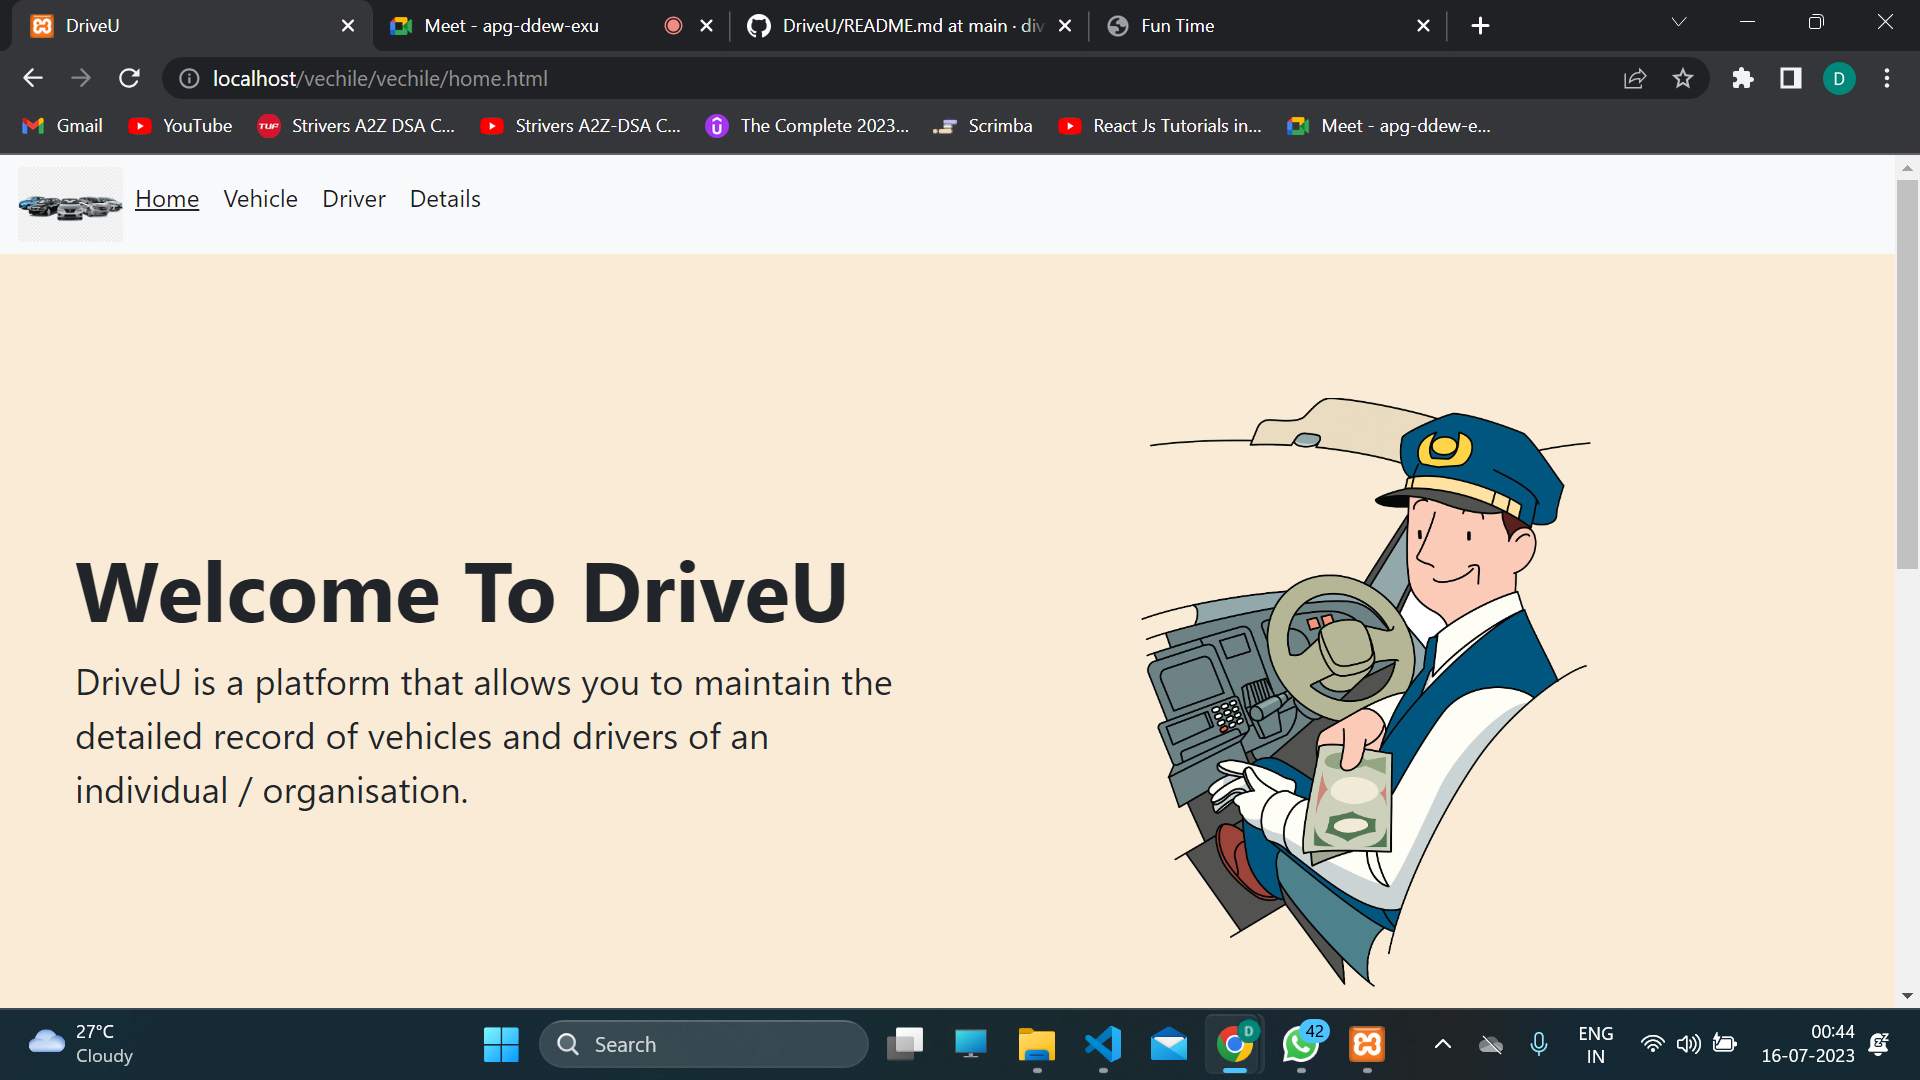 DriveU
Meet - apg-ddew-exu
DriveU/README.md at main · div
Fun Time
localhost/vechile/vechile/home.html
D
Gmail
YouTube
TUF
Strivers A2Z DSA C...
Strivers A2Z-DSA C...
The Complete 2023...
Scrimba
React Js Tutorials in...
Meet - apg-ddew-e...
Home Vehicle Driver Details
Welcome To DriveU
DriveU is a platform that allows you to maintain the
detailed record of vehicles and drivers of an
individual / organisation.
27°C
Cloudy
Search
D
42
ENG
IN
00:44
16-07-2023